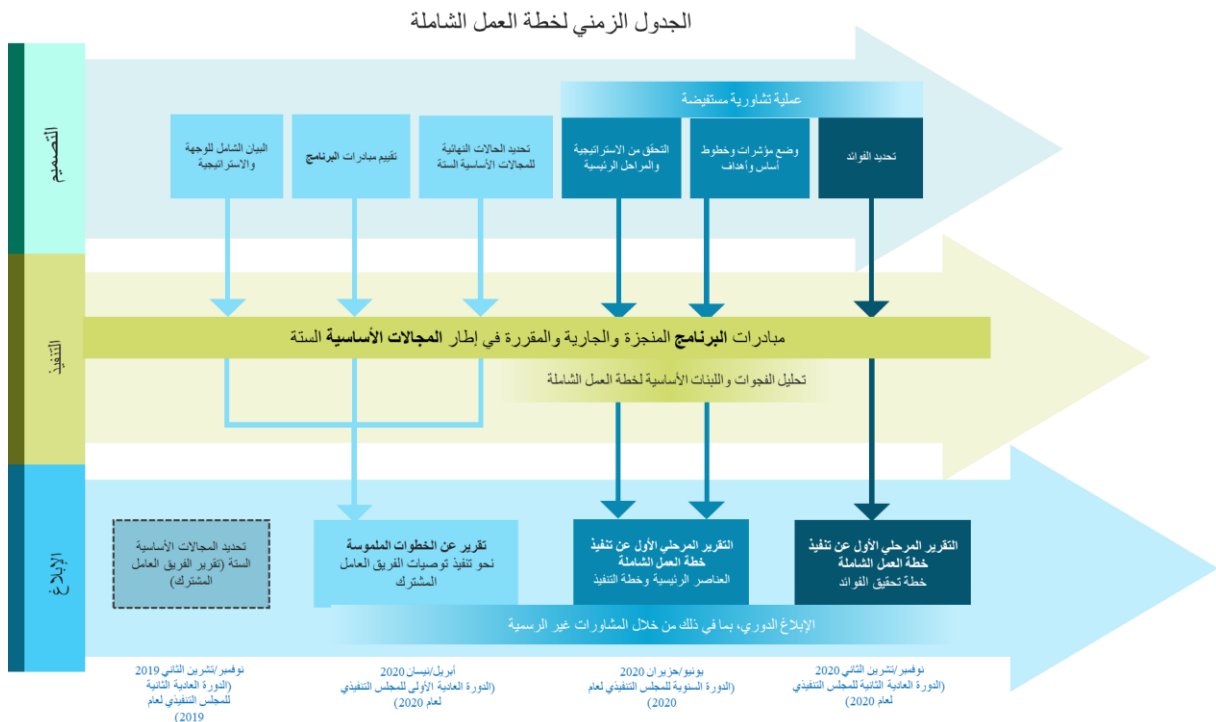 الجدول الزمني لخطة العمل الشاملة
التصميم
عملية تشاورية مستفيضة
البيان الشامل للوجهة
والاستراتيجية
تقييم مبادرات البرنامج
تحديد الحالات النهائية
للمجالات الأساسية الستة
التحقق من الاستراتيجية
والمراحل الرئيسية
وضع مؤشرات وخطوط
أساس وأهداف
تحديد الفوائد
التنفيذ
مبادرات البرنامج المنجزة والجارية والمقررة في إطار المجالات الأساسية الستة
تحليل الفجوات واللبنات الأساسية لخطة العمل الشاملة
الإبلاغ
تحديد المجالات الأساسية
الستة (تقرير الفريق العامل
المشترك)
تقرير عن الخطوات الملموسة
نحو تنفيذ توصيات الفريق العامل
المشترك
التقرير المرحلي الأول عن تنفيذ
خطة العمل الشاملة
العناصر الرئيسية وخطة التنفيذ
التقرير المرحلي الأول عن تنفيذ
خطة العمل الشاملة
خطة تحقيق الفوائد
الإبلاغ الدوري، بما في ذلك من خلال المشاورات غير الرسمية
نوفمبر/تشرين الثاني 2019
(الدورة العادية الثانية
للمجلس التنفيذي لعام
2019)
أبريل/نيسان 2020
(الدورة العادية الأولى للمجلس التنفيذي
لعام 2020)
يونيو/حزيران 2020
(الدورة السنوية للمجلس التنفيذي لعام
2020)
نوفمبر/تشرين الثاني 2020
(الدورة العادية الثانية للمجلس التنفيذي
لعام 2020)